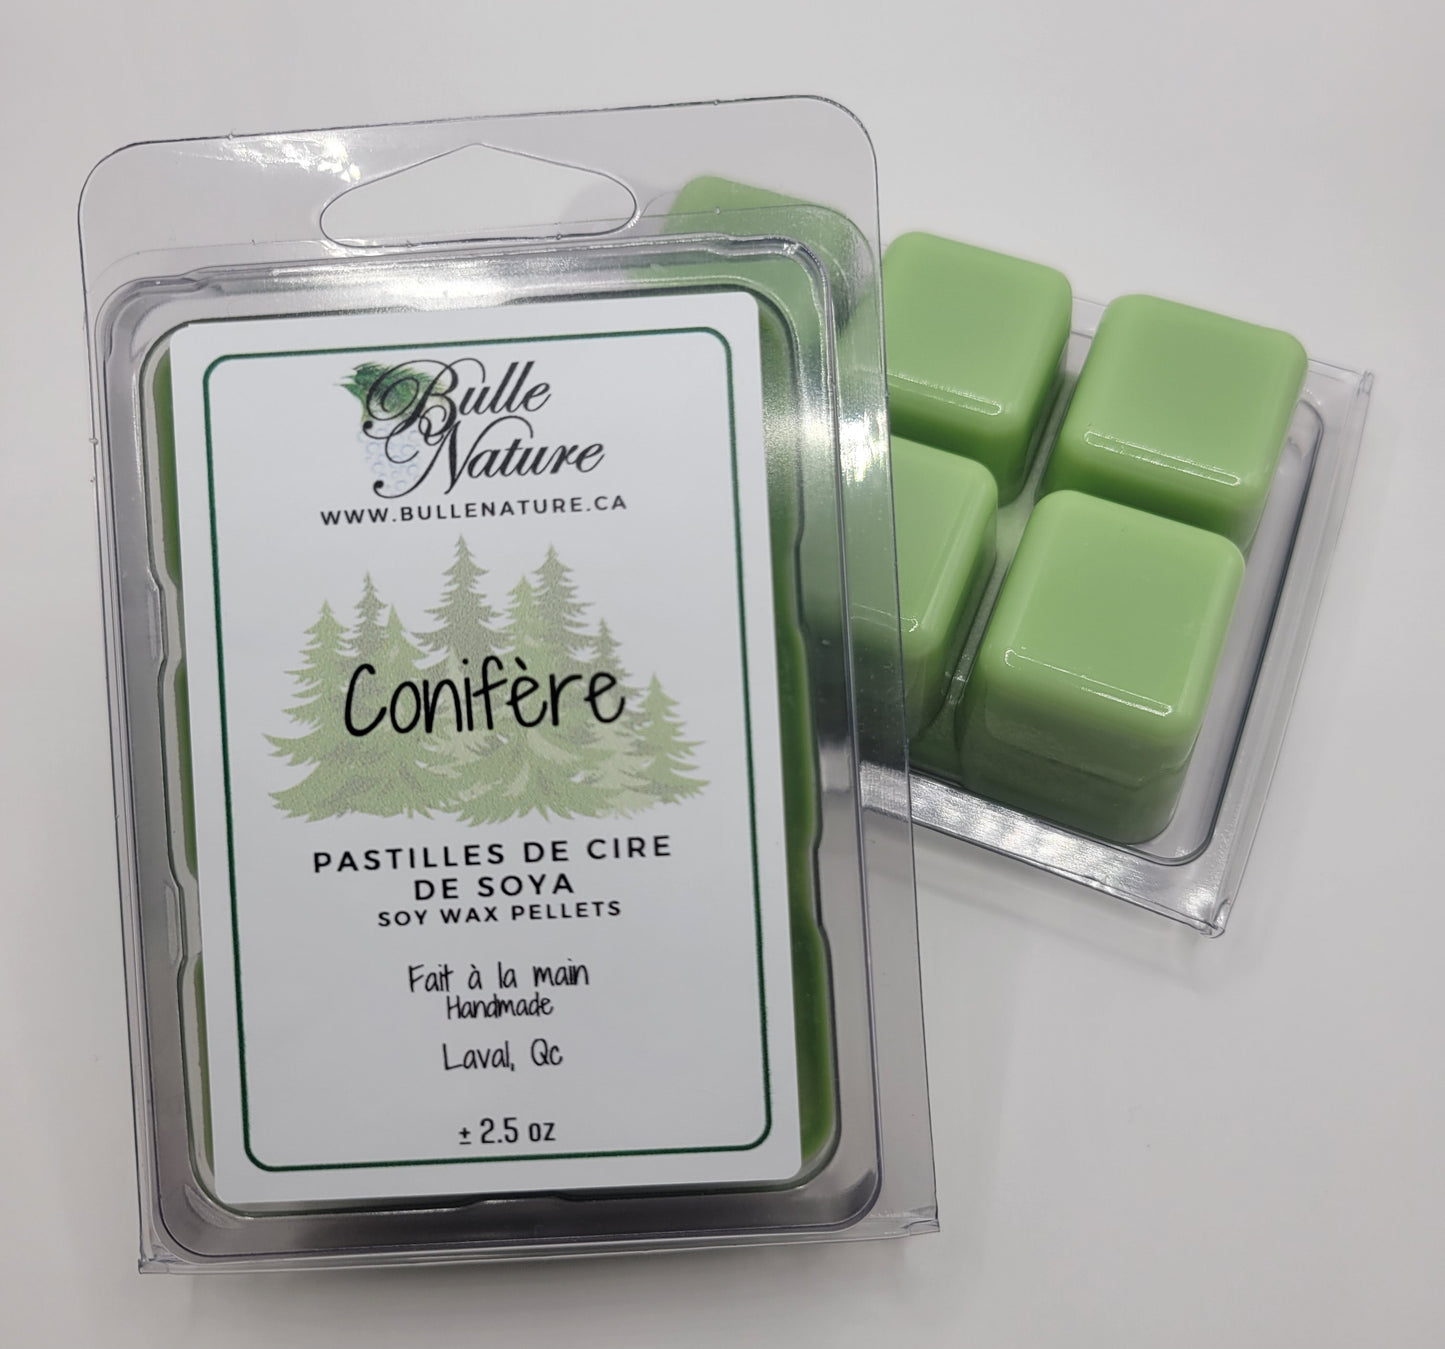 Bulle
Nature
WWW.BULLENATURE.CA
Conifère
PASTILLES DE CIRE
DE SOYA
SOY WAX PELLETS
Fait à la main
Handmade
Laval, Qc
± 2.5 oz